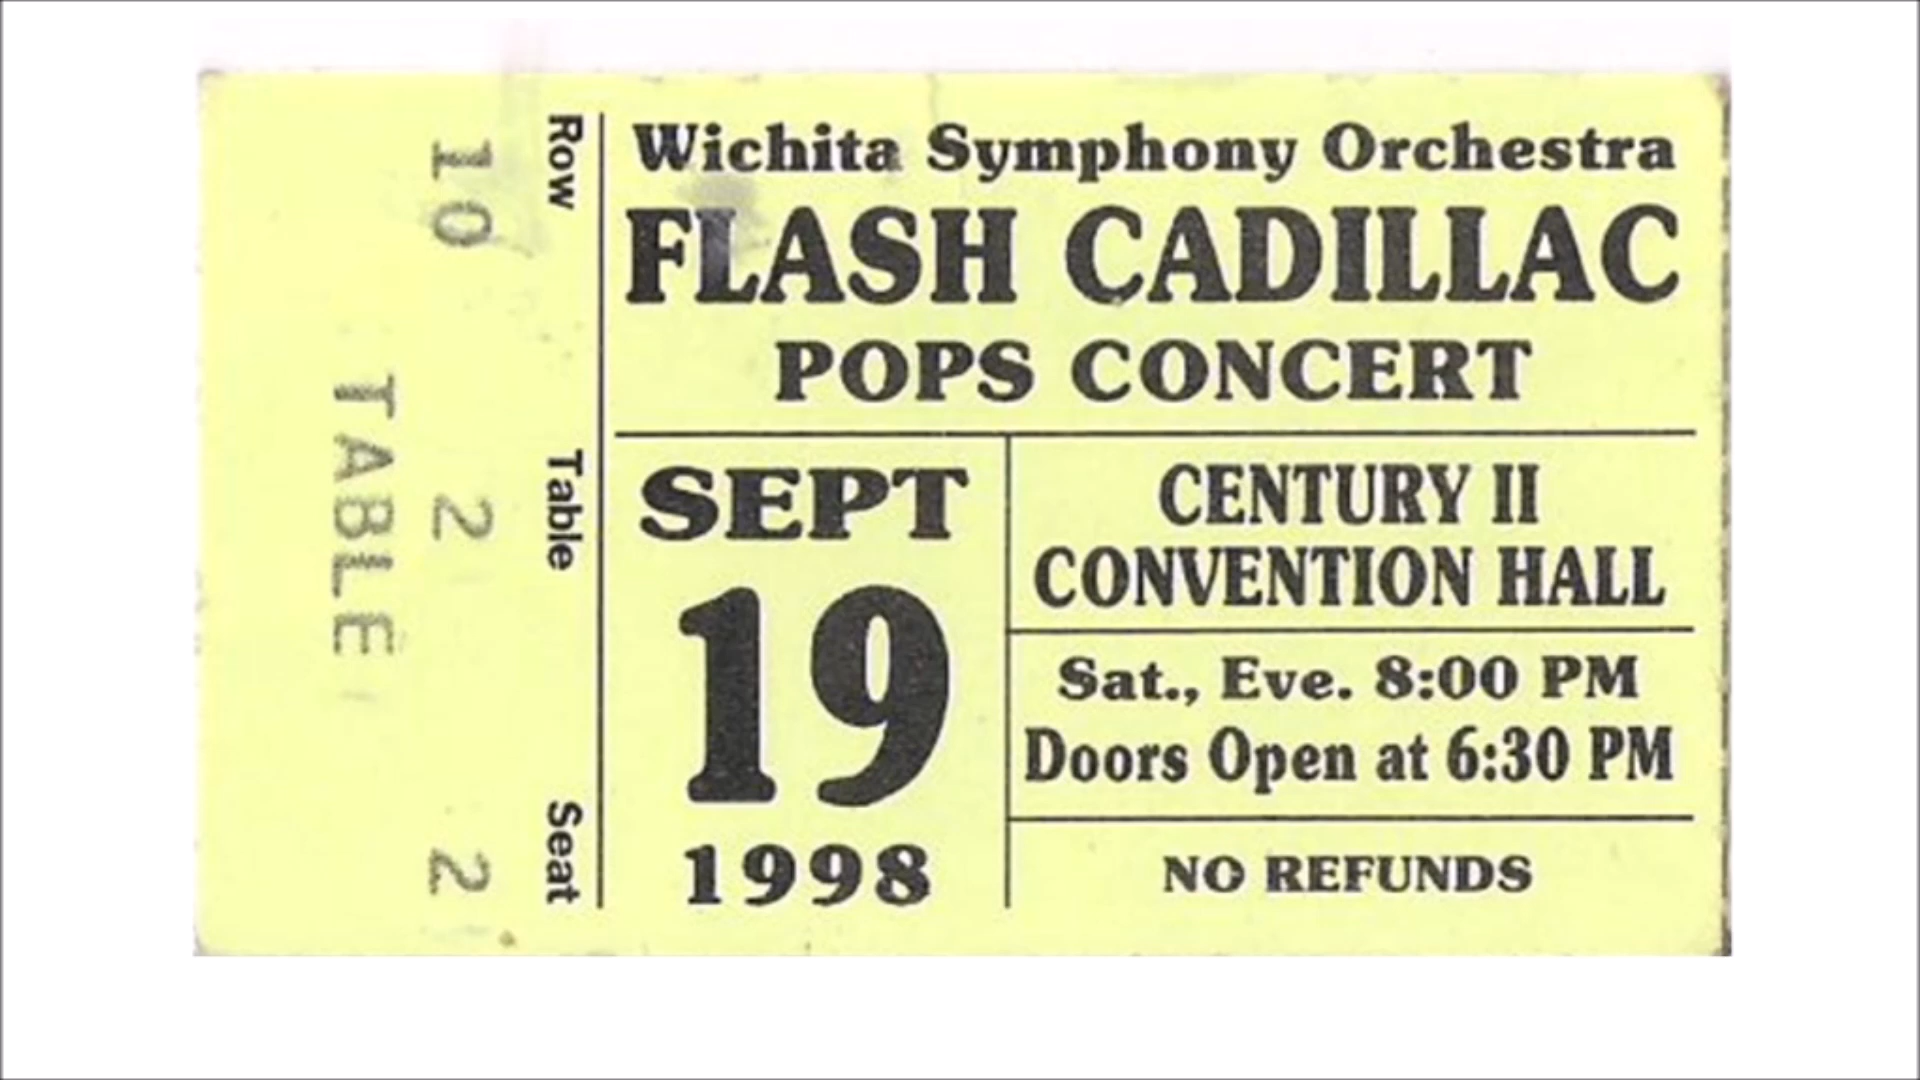 Wichita Symphony Orchestra
FLASH CADILLAC
POPS CONCERT
SEPT
19
1998
CENTURY II
CONVENTION HALL
Sat., Eve. 8:00 PM
Doors Open at 6:30 PM
NO REFUNDS
Row Table Seat
10 2 2
TABLE